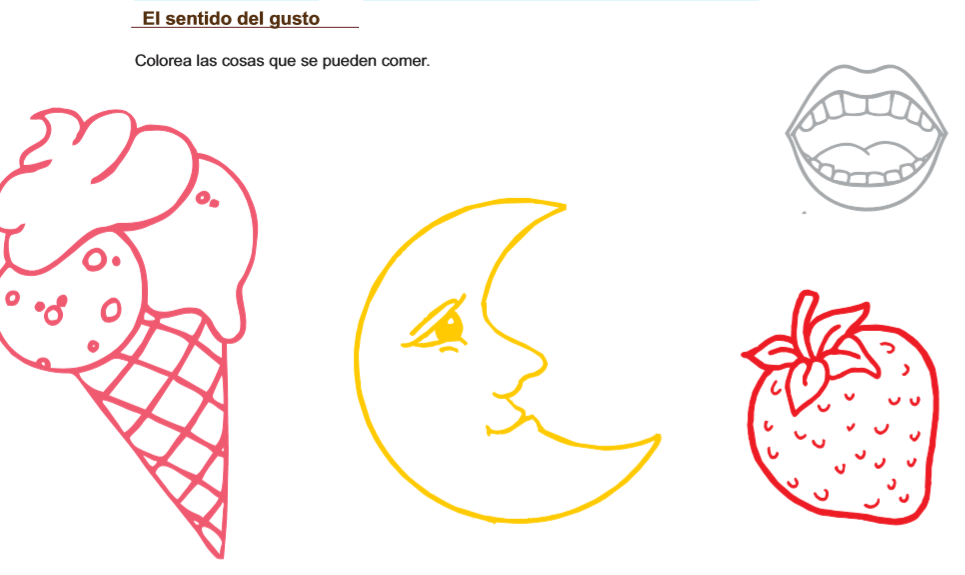 El sentido del gusto
Colorea las cosas que se pueden comer.